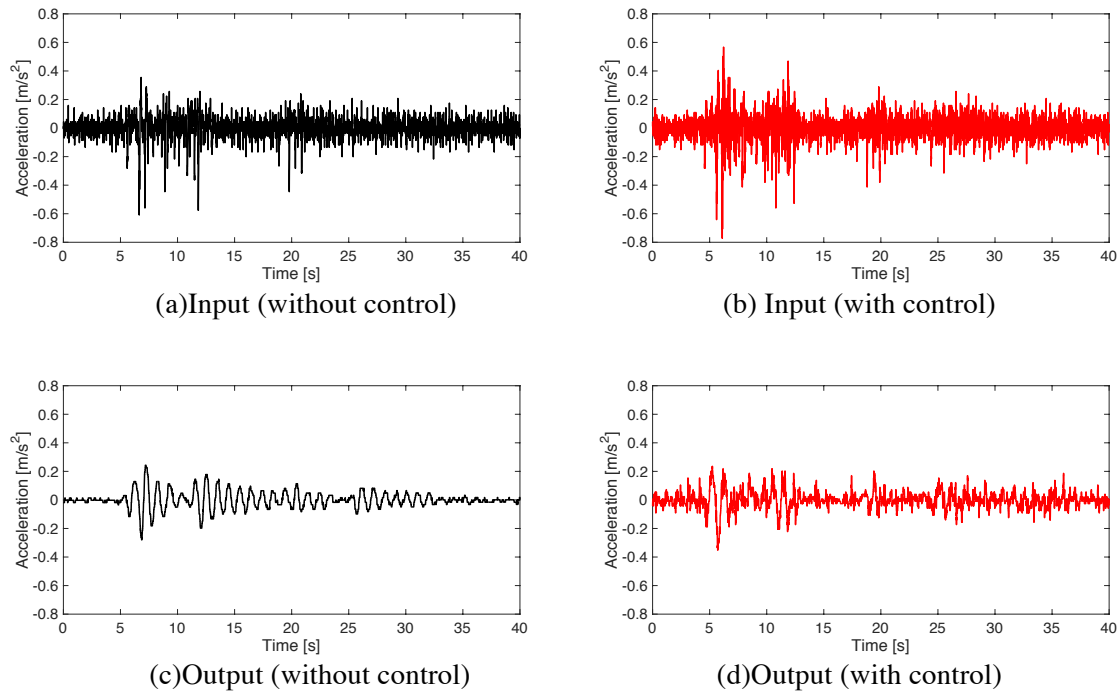 0.8
0.6
0.4
0.2
0
-0.2
-0.4
-0.6
-0.8
Acceleration [m/s²]
0 5 10 15 20 25 30 35 40
Time [s]
(a)Input (without control)
0.8
0.6
0.4
0.2
0
-0.2
-0.4
-0.6
-0.8
Acceleration [m/s²]
0 5 10 15 20 25 30 35 40
Time [s]
(b) Input (with control)
0.8
0.6
0.4
0.2
0
-0.2
-0.4
-0.6
-0.8
Acceleration [m/s²]
0 5 10 15 20 25 30 35 40
Time [s]
(c)Output (without control)
0.8
0.6
0.4
0.2
0
-0.2
-0.4
-0.6
-0.8
Acceleration [m/s²]
0 5 10 15 20 25 30 35 40
Time [s]
(d)Output (with control)